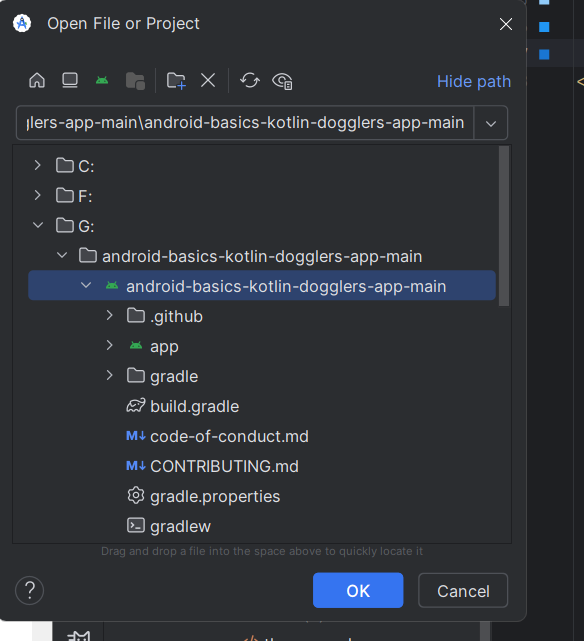 Open File or Project
Hide path
glers-app-main\android-basics-kotlin-dogglers-app-main
C:
F:
G:
android-basics-kotlin-dogglers-app-main
android-basics-kotlin-dogglers-app-main
.github
app
gradle
build.gradle
M↓ code-of-conduct.md
M↓ CONTRIBUTING.md
gradle.properties
gradlew
Drag and drop a file into the space above to quickly locate it
? OK Cancel